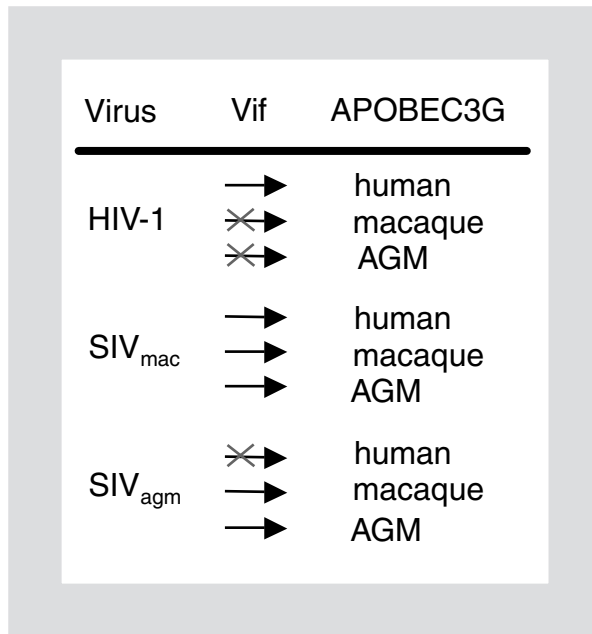 Virus Vif APOBEC3G
human
HIV-1 macaque
AGM
human
SIVmac macaque
AGM
human
SIVagm macaque
AGM